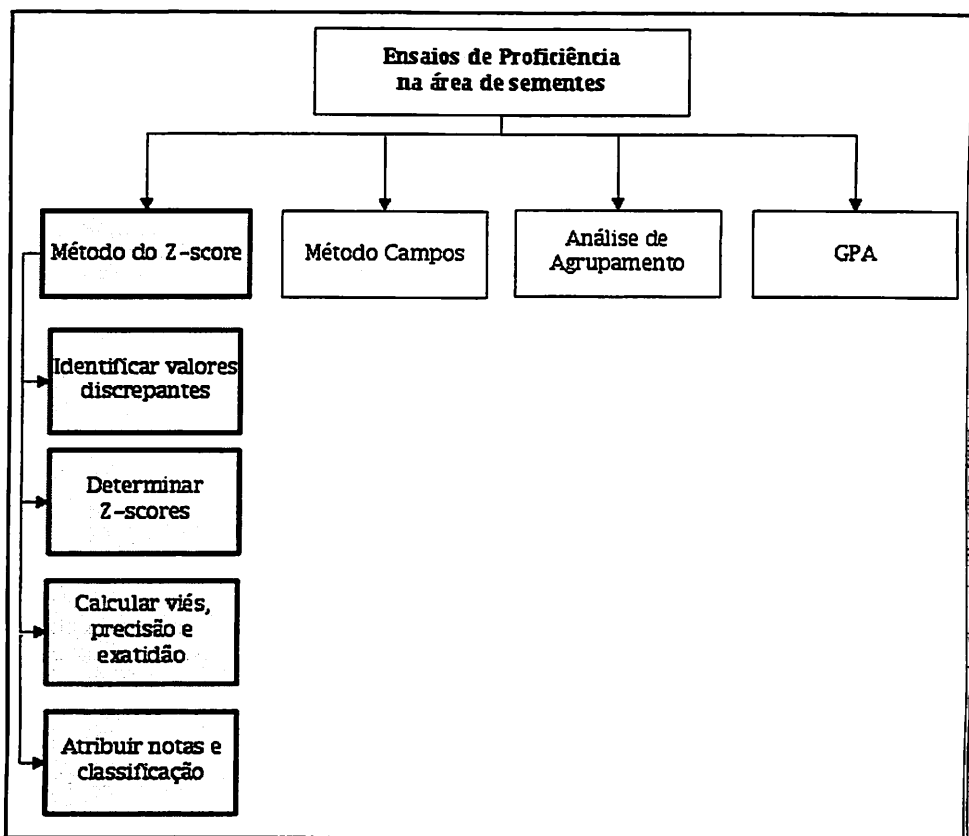 Ensaios de Proficiência
na área de sementes
Método do Z-score
Método Campos
Análise de
Agrupamento
GPA
Identificar valores
discrepantes
Determinar
Z-scores
Calcular viés,
precisão e
exatidão
Atribuir notas e
classificação